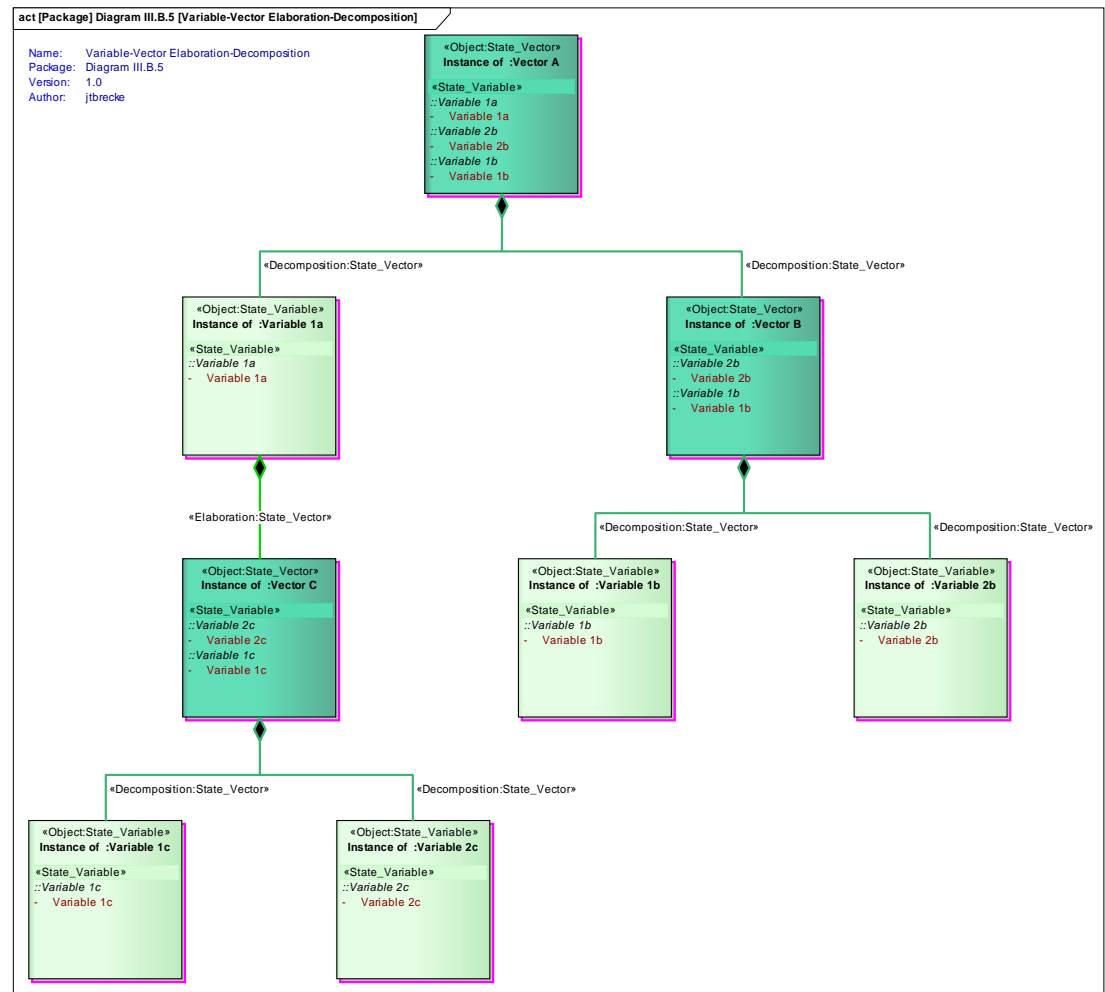 act [Package] Diagram III.B.5 [Variable-Vector Elaboration-Decomposition]
Name: Variable-Vector Elaboration-Decomposition
Package: Diagram III.B.5
Version: 1.0
Author: jtbrecke
«Object:State_Vector»
Instance of :Vector A
«State_Variable»
::Variable 1a
- Variable 1a
::Variable 2b
- Variable 2b
::Variable 1b
- Variable 1b
«Decomposition:State_Vector»
«Decomposition:State_Vector»
«Object:State_Variable»
Instance of :Variable 1a
«State_Variable»
::Variable 1a
- Variable 1a
«Object:State_Vector»
Instance of :Vector B
«State_Variable»
::Variable 2b
- Variable 2b
::Variable 1b
- Variable 1b
«Elaboration:State_Vector»
«Decomposition:State_Vector»
«Decomposition:State_Vector»
«Object:State_Vector»
Instance of :Vector C
«State_Variable»
::Variable 2c
- Variable 2c
::Variable 1c
- Variable 1c
«Object:State_Variable»
Instance of :Variable 1b
«State_Variable»
::Variable 1b
- Variable 1b
«Object:State_Variable»
Instance of :Variable 2b
«State_Variable»
::Variable 2b
- Variable 2b
«Decomposition:State_Vector»
«Decomposition:State_Vector»
«Object:State_Variable»
Instance of :Variable 1c
«State_Variable»
::Variable 1c
- Variable 1c
«Object:State_Variable»
Instance of :Variable 2c
«State_Variable»
::Variable 2c
- Variable 2c